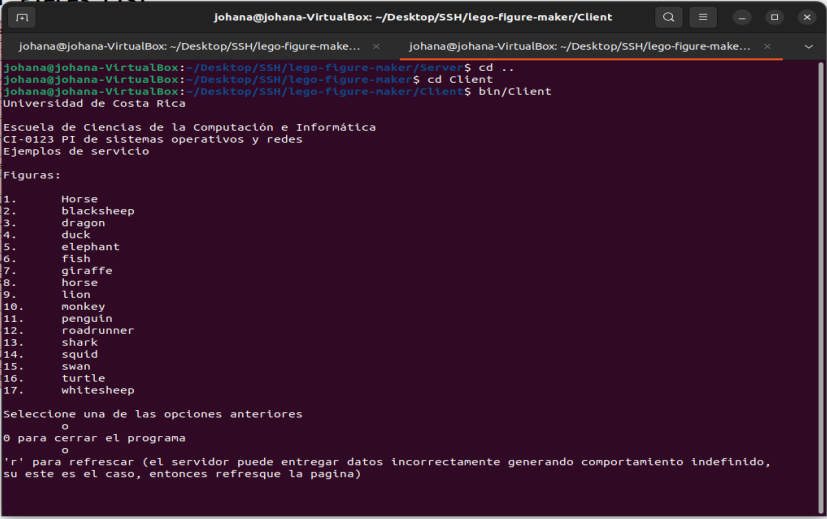 johana@johana-VirtualBox: ~/Desktop/SSH/lego-figure-maker/Client
johana@johana-VirtualBox: ~/Desktop/SSH/lego-figure-make...
johana@johana-VirtualBox: ~/Desktop/SSH/lego-figure-make...
johana@johana-VirtualBox:~/Desktop/SSH/lego-figure-maker/Server$ cd ..
johana@johana-VirtualBox:~/Desktop/SSH/lego-figure-maker$ cd Client
johana@johana-VirtualBox:~/Desktop/SSH/lego-figure-maker/Client$ bin/Client
Universidad de Costa Rica
Escuela de Ciencias de la Computación e Informática
CI-0123 PI de sistemas operativos y redes
Ejemplos de servicio
Figuras:
1. Horse
2. blacksheep
3. dragon
4. duck
5. elephant
6. fish
7. giraffe
8. horse
9. lion
10. monkey
11. penguin
12. roadrunner
13. shark
14. squid
15. swan
16. turtle
17. whitesheep
Seleccione una de las opciones anteriores
o
0 para cerrar el programa
o
'r' para refrescar (el servidor puede entregar datos incorrectamente generando comportamiento indefinido,
su este es el caso, entonces refresque la pagina)